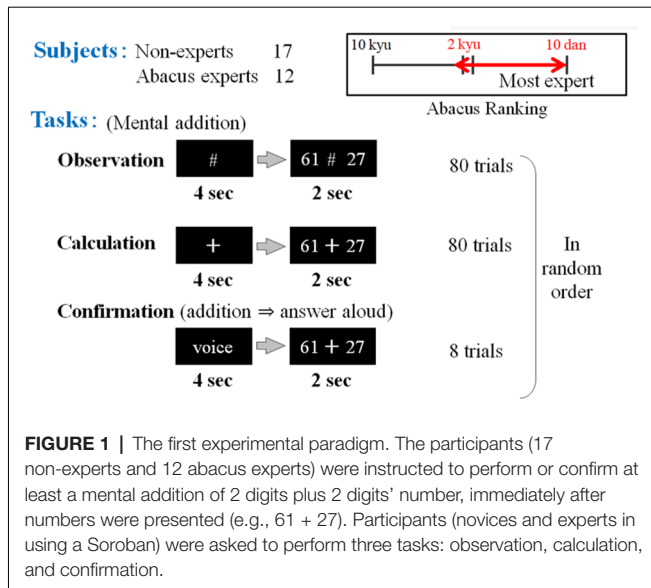 Subjects: Non-experts 17
Abacus experts 12
10 kyu 2 kyu 10 dan
Most expert
Abacus Ranking
Tasks: (Mental addition)
Observation # 61 # 27 80 trials
4 sec 2 sec
Calculation + 61 + 27 80 trials
4 sec 2 sec
In
random
order
Confirmation (addition ⇒ answer aloud)
voice 61 + 27 8 trials
4 sec 2 sec
FIGURE 1 | The first experimental paradigm. The participants (17
non-experts and 12 abacus experts) were instructed to perform or confirm at
least a mental addition of 2 digits plus 2 digits’ number, immediately after
numbers were presented (e.g., 61 + 27). Participants (novices and experts in
using a Soroban) were asked to perform three tasks: observation, calculation,
and confirmation.